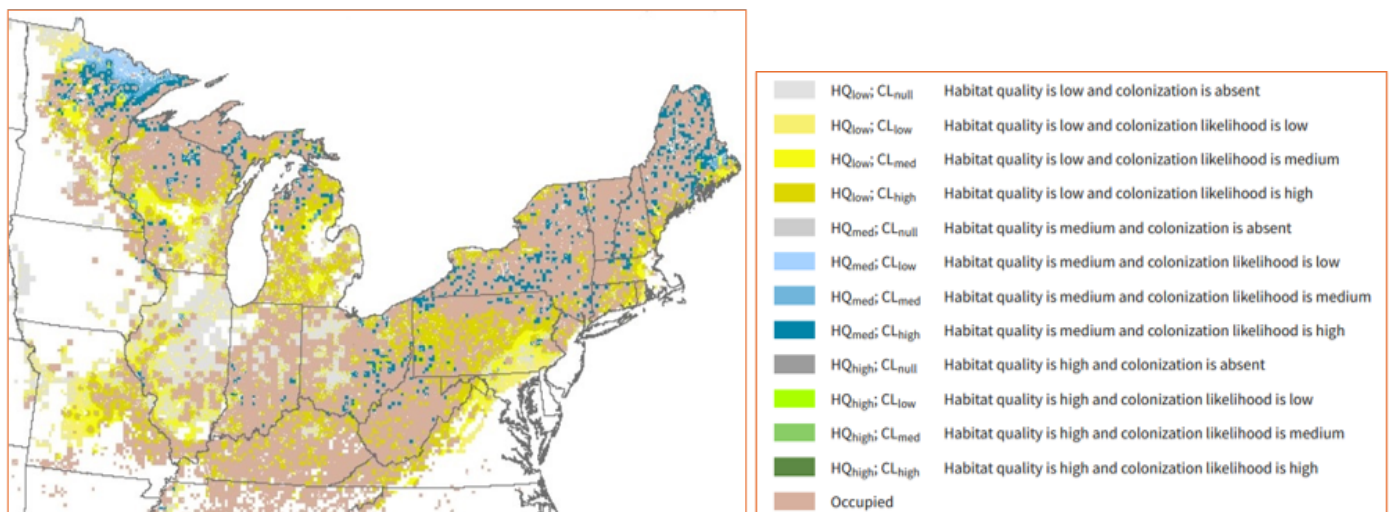 HQlow; CLnull Habitat quality is low and colonization is absent
HQlow; CLlow Habitat quality is low and colonization likelihood is low
HQlow; CLmed Habitat quality is low and colonization likelihood is medium
HQlow; CLhigh Habitat quality is low and colonization likelihood is high
HQmed; CLnull Habitat quality is medium and colonization is absent
HQmed; CLlow Habitat quality is medium and colonization likelihood is low
HQmed; CLmed Habitat quality is medium and colonization likelihood is medium
HQmed; CLhigh Habitat quality is medium and colonization likelihood is high
HQhigh; CLnull Habitat quality is high and colonization is absent
HQhigh; CLlow Habitat quality is high and colonization likelihood is low
HQhigh; CLmed Habitat quality is high and colonization likelihood is medium
HQhigh; CLhigh Habitat quality is high and colonization likelihood is high
Occupied